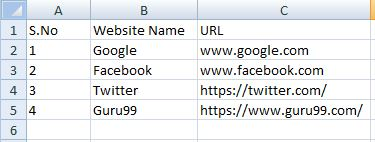 A B C
1 S.No Website Name URL
2 1 Google www.google.com
3 2 Facebook www.facebook.com
4 3 Twitter https://twitter.com/
5 4 Guru99 https://www.guru99.com/
6